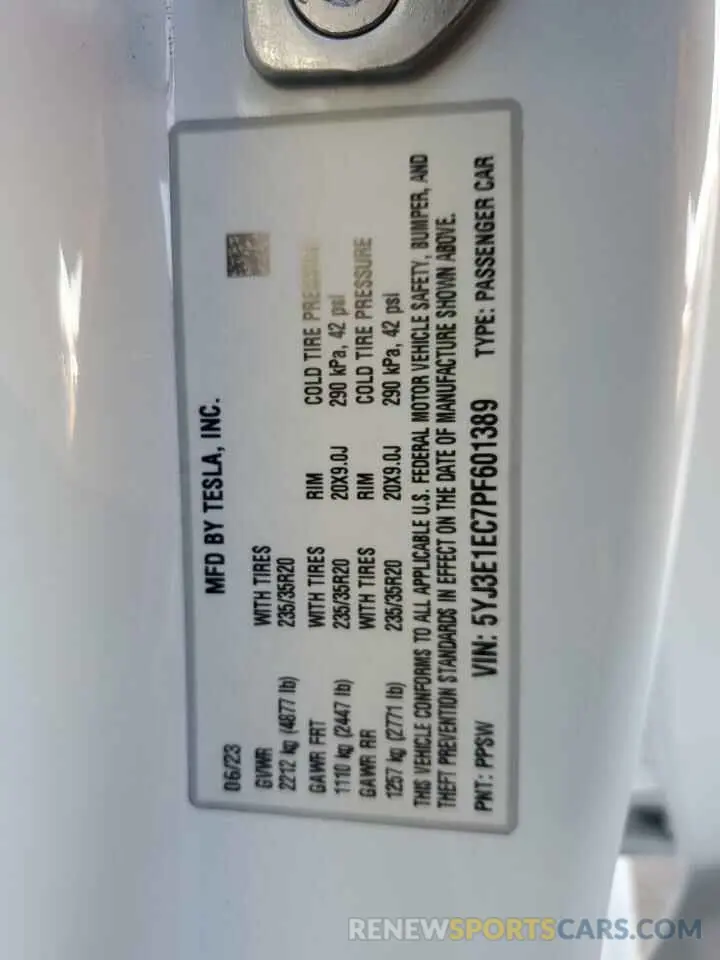 MFD BY TESLA, INC.
06/23
GVWR WITH TIRES
2212 kg (4877 lb) 235/35R20
GAWR FRT WITH TIRES RIM COLD TIRE PRESSURE
1110 kg (2447 lb) 235/35R20 20X9.0J 290 kPa, 42 psi
GAWR RR WITH TIRES RIM COLD TIRE PRESSURE
1257 kg (2771 lb) 235/35R20 20X9.0J 290 kPa, 42 psi
THIS VEHICLE CONFORMS TO ALL APPLICABLE U.S. FEDERAL MOTOR VEHICLE SAFETY, BUMPER, AND
THEFT PREVENTION STANDARDS IN EFFECT ON THE DATE OF MANUFACTURE SHOWN ABOVE.
PNT: PPSW VIN: 5YJ3E1EC7PF601389 TYPE: PASSENGER CAR
RENEWSPORTSCARS.COM